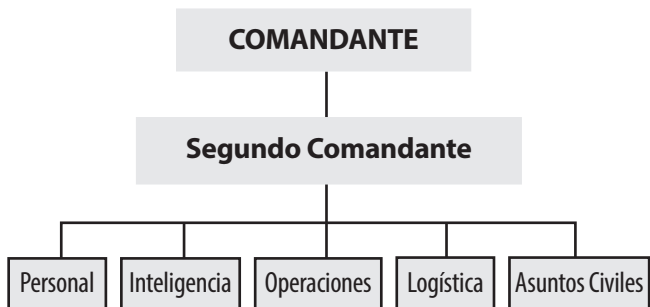 COMANDANTE
Segundo Comandante
Personal
Inteligencia
Operaciones
Logística
Asuntos Civiles